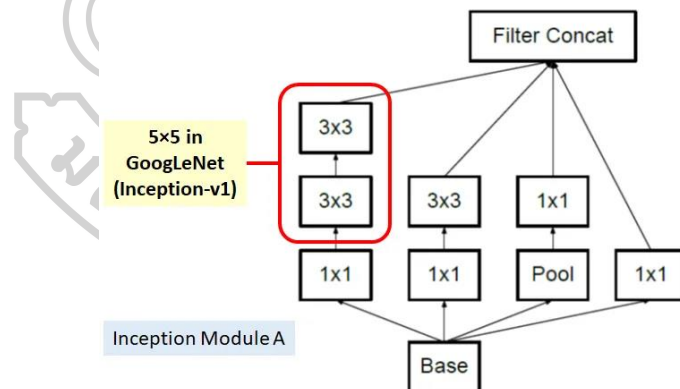 Filter Concat
3x3
5×5 in
GoogLeNet
(Inception-v1)
3x3 3x3 1x1
1x1 1x1 Pool 1x1
Inception Module A
Base